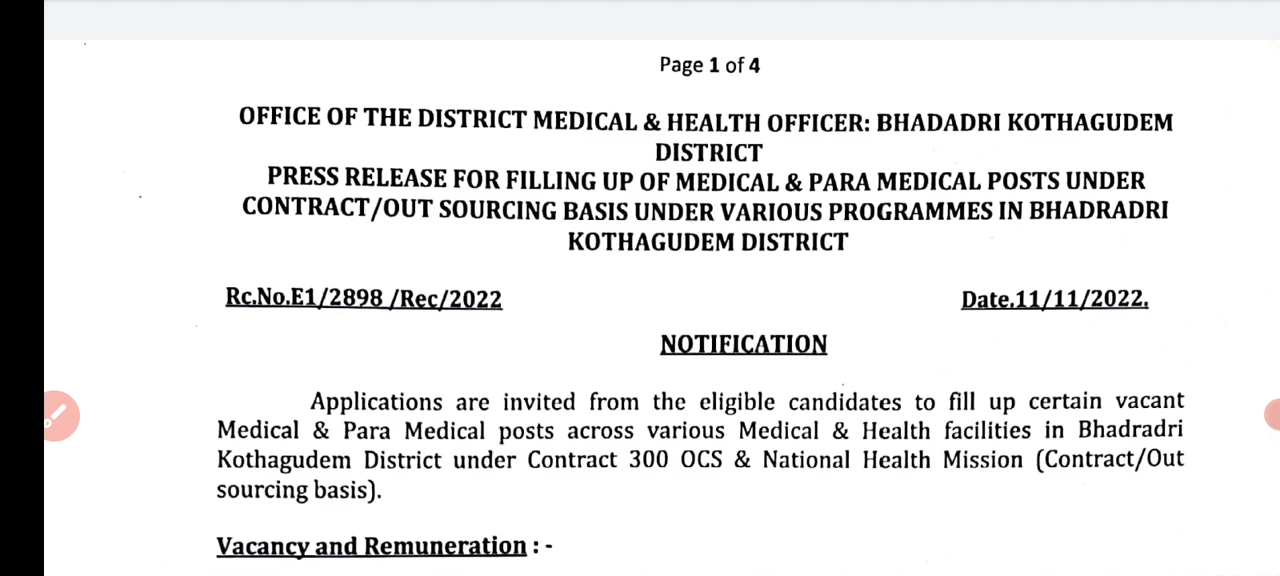 Page 1 of 4
OFFICE OF THE DISTRICT MEDICAL & HEALTH OFFICER: BHADADRI KOTHAGUDEM
DISTRICT
PRESS RELEASE FOR FILLING UP OF MEDICAL & PARA MEDICAL POSTS UNDER
CONTRACT/OUT SOURCING BASIS UNDER VARIOUS PROGRAMMES IN BHADRADRI
KOTHAGUDEM DISTRICT
Rc.No.E1/2898 /Rec/2022 Date.11/11/2022.
NOTIFICATION
Applications are invited from the eligible candidates to fill up certain vacant
Medical & Para Medical posts across various Medical & Health facilities in Bhadradri
Kothagudem District under Contract 300 OCS & National Health Mission (Contract/Out
sourcing basis).
Vacancy and Remuneration : -